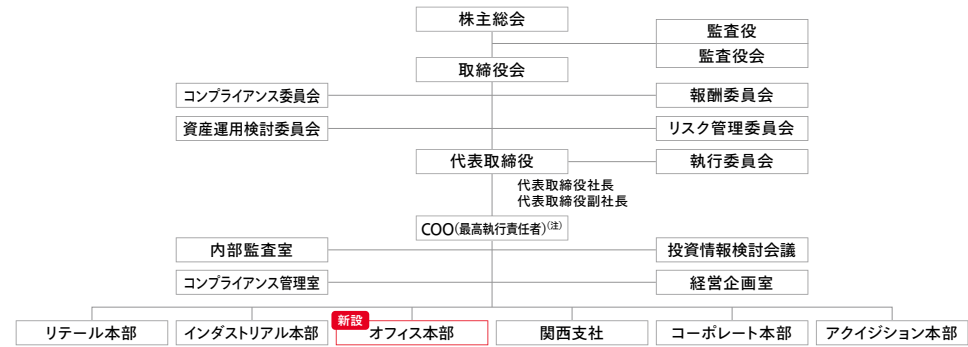 株主総会
監査役
監査役会
取締役会
コンプライアンス委員会
報酬委員会
資産運用検討委員会
リスク管理委員会
代表取締役
執行委員会
代表取締役社長
代表取締役副社長
COO(最高執行責任者)(注)
内部監査室
投資情報検討会議
コンプライアンス管理室
経営企画室
新設
リテール本部
インダストリアル本部
オフィス本部
関西支社
コーポレート本部
アクイジション本部